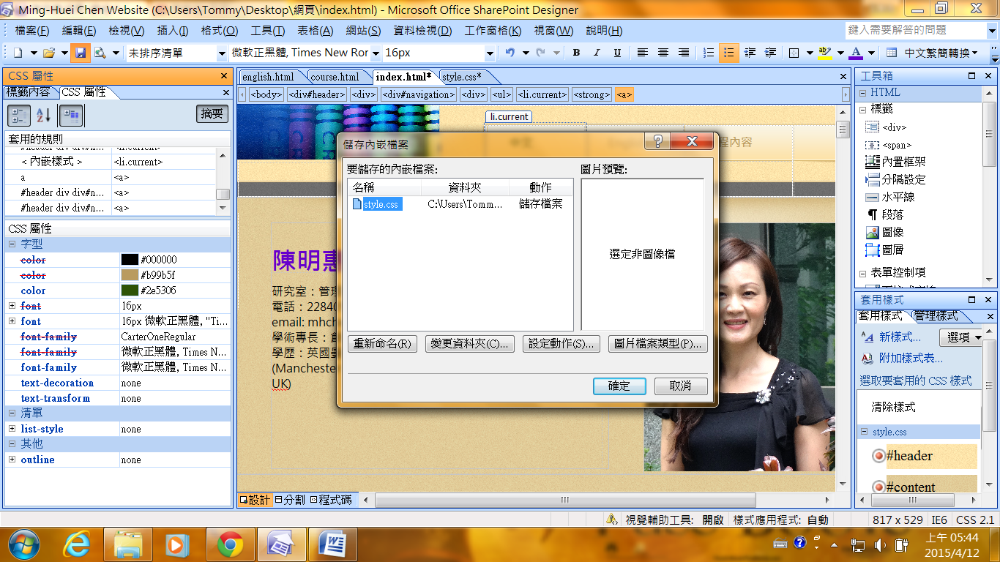 Ming-Huei Chen Website (C:\Users\Tommy\Desktop\網頁\index.html) - Microsoft Office SharePoint Designer
檔案(F) 編輯(E) 檢視(V) 插入(I) 格式(O) 工具(T) 表格(A) 網站(S) 資料檢視(D) 工作窗格(K) 視窗(W) 說明(H) 鍵入需要解答的問題
未排序清單 微軟正黑體, Times New Ror 16px B I U ab A 中文繁簡轉換
CSS 屬性
標籤內容 CSS 屬性
摘要
套用的規則
#header div div#n... <li.current>
< 內嵌樣式 > <li.current>
a <a>
#header div div#n... <a>
#header div div#n... <a>
CSS 屬性
字型
color #000000
color #b99b5f
color #2e5306
font 16px
font 16px 微軟正黑體, "Ti...
font-family CarterOneRegular
font-family 微軟正黑體, Times N...
font-family 微軟正黑體, Times N...
text-decoration none
text-transform none
清單
list-style none
其他
outline none
english.html course.html index.html* style.css*
<body> <div#header> <div> <div#navigation> <div> <ul> <li.current> <strong> <a>
li.current
程內容
陳明惠
研究室：管理
電話：22840
email: mhch
學術專長：創
學歷：英國曼
(Mancheste
UK)
儲存內嵌檔案
要儲存的內嵌檔案: 圖片預覽:
名稱 資料夾 動作
style.css C:\Users\Tomm... 儲存檔案
選定非圖像檔
重新命名(R) 變更資料夾(C)... 設定動作(S)... 圖片檔案類型(P)...
確定 取消
設計 分割 程式碼
工具箱
HTML
標籤
<div>
<span>
內置框架
分隔設定
水平線
段落
圖像
圖層
表單控制項
套用樣式
套用樣式 管理樣式
新樣式... 選項
附加樣式表...
選取要套用的 CSS 樣式
清除樣式
style.css
#header
#content
視覺輔助工具: 開啟 樣式應用程式: 自動 817 x 529 IE6 CSS 2.1
上午 05:44
2015/4/12